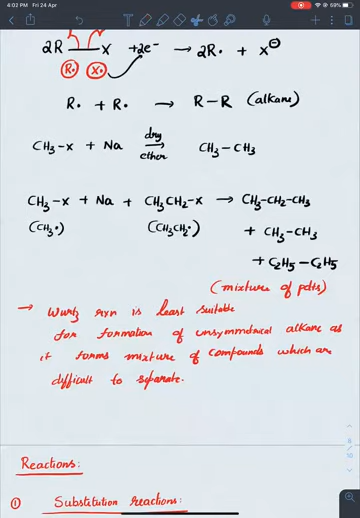 4:02 PM Fri 24 Apr
33%
2R — X + 2e⁻ → 2R• + X⊖
R• X•
R• + R• → R–R (alkane)
CH₃–X + Na dry ether → CH₃–CH₃
CH₃–X + Na + CH₃CH₂–X → CH₃–CH₂–CH₃
(CH₃•) (CH₃CH₂•) + CH₃–CH₃
+ C₂H₅–C₂H₅
(mixture of pdts)
→ Wurtz rxn is least suitable
for formation of unsymmetrical alkane as
it forms mixture of compounds which are
difficult to separate.
Reactions:
① Substitution reactions: